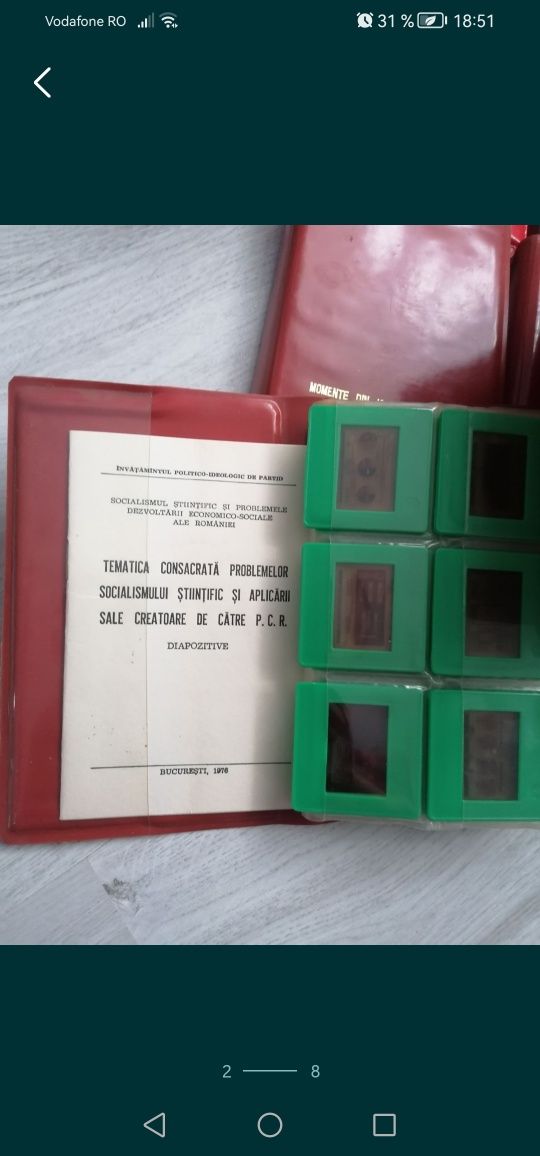 Vodafone RO
31 %
18:51
MOMENTE DIN
ÎNVĂȚĂMÎNTUL POLITICO-IDEOLOGIC DE PARTID
SOCIALISMUL ȘTIINȚIFIC ȘI PROBLEMELE
DEZVOLTĂRII ECONOMICO-SOCIALE
ALE ROMÂNIEI
TEMATICA CONSACRATĂ PROBLEMELOR
SOCIALISMULUI ȘTIINȚIFIC ȘI APLICĂRII
SALE CREATOARE DE CĂTRE P.C.R.
DIAPOZITIVE
BUCUREȘTI, 1976
2
8